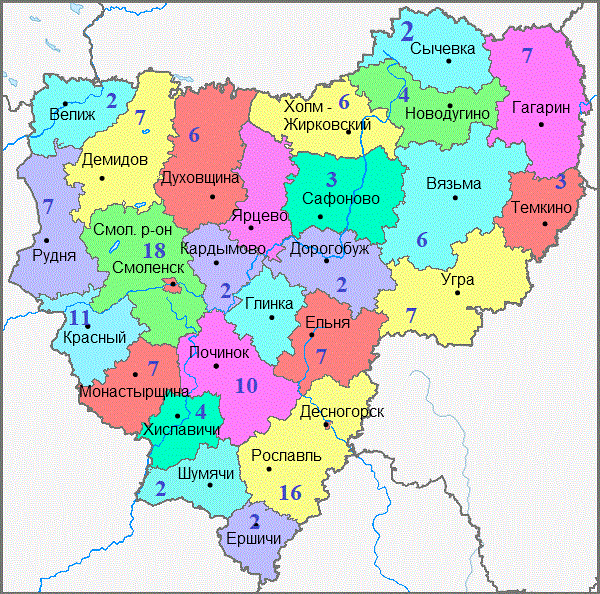 2
Сычевка
7
2
Велиж
7
6
Холм -
6
Жирковский
4
Новодугино
Гагарин
Демидов
6
Духовщина
3
Сафоново
Вязьма
3
Темкино
7
Рудня
Смол. р-он
18
Смоленск
Ярцево
Кардымово
2
Дорогобуж
2
6
Угра
7
11
Красный
Глинка
Ельня
7
Починок
10
7
Монастырщина
4
Хиславичи
Десногорск
Рославль
16
Шумячи
2
2
Ершичи